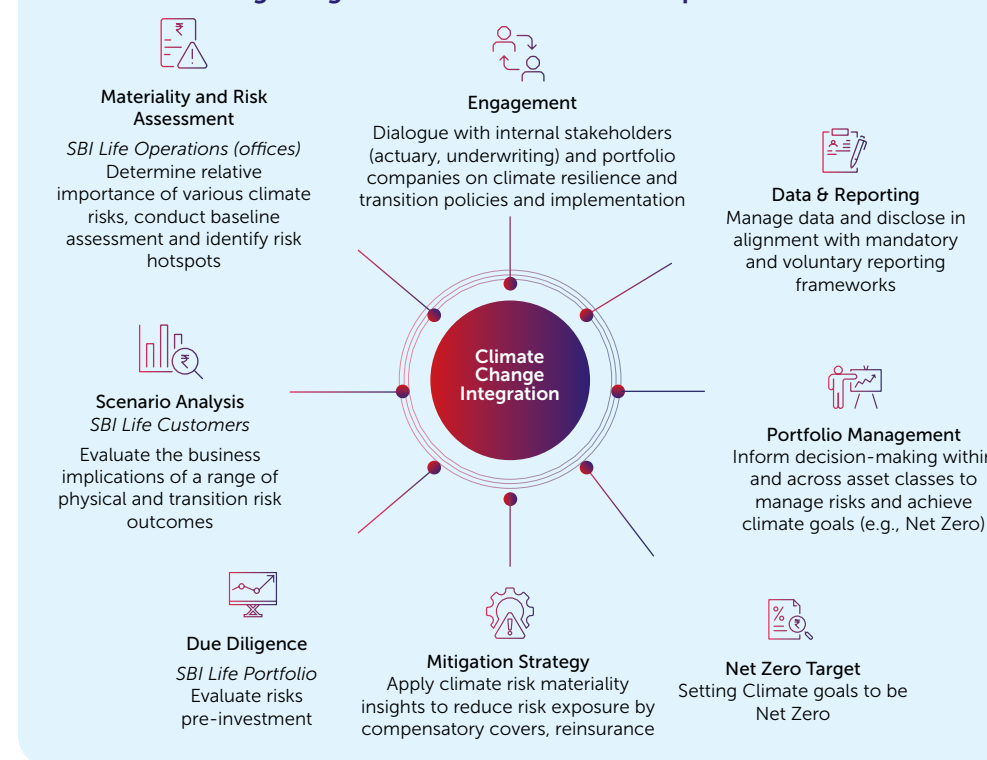 Materiality and Risk
Assessment
SBI Life Operations (offices)
Determine relative
importance of various climate
risks, conduct baseline
assessment and identify risk
hotspots
Engagement
Dialogue with internal stakeholders
(actuary, underwriting) and portfolio
companies on climate resilience and
transition policies and implementation
Data & Reporting
Manage data and disclose in
alignment with mandatory
and voluntary reporting
frameworks
Climate
Change
Integration
Scenario Analysis
SBI Life Customers
Evaluate the business
implications of a range of
physical and transition risk
outcomes
Portfolio Management
Inform decision-making within
and across asset classes to
manage risks and achieve
climate goals (e.g., Net Zero)
Due Diligence
SBI Life Portfolio
Evaluate risks
pre-investment
Mitigation Strategy
Apply climate risk materiality
insights to reduce risk exposure by
compensatory covers, reinsurance
Net Zero Target
Setting Climate goals to be
Net Zero